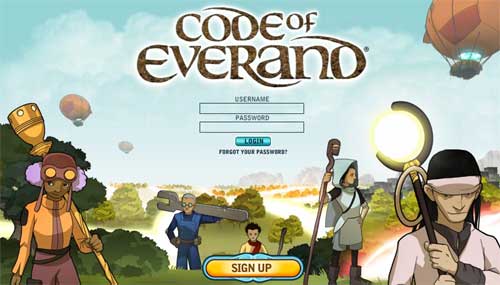 CODE OF
EVERAND®
USERNAME
PASSWORD
LOGIN
FORGOT YOUR PASSWORD?
SIGN UP